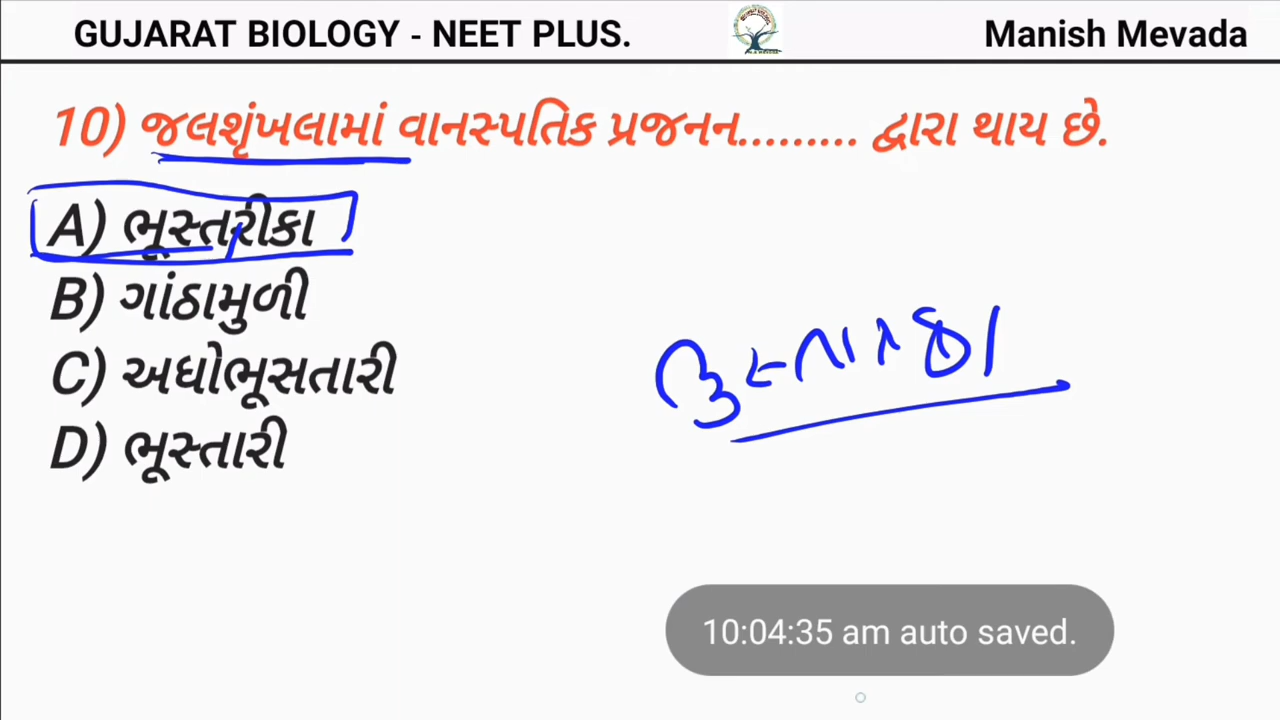 GUJARAT BIOLOGY - NEET PLUS.
Manish Mevada
10) જલશૃંખલામાં વાનસ્પતિક પ્રજનન......... દ્વારા થાય છે.
A) ભૂસ્તરીકા
B) ગાંઠામુળી
C) અધોભૂસતારી
D) ભૂસ્તારી
10:04:35 am auto saved.